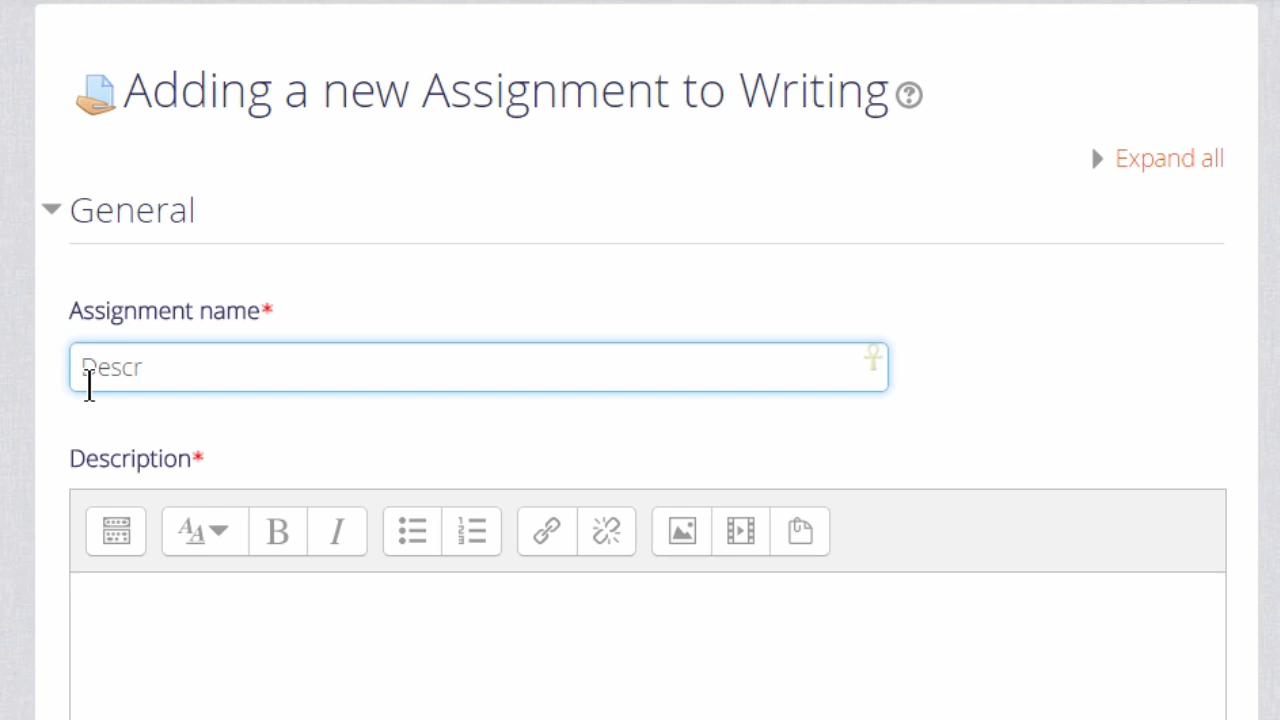 Adding a new Assignment to Writing
Expand all
General
Assignment name*
Descr
Description*